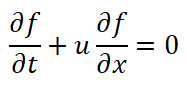 ∂f/∂t + u ∂f/∂x = 0